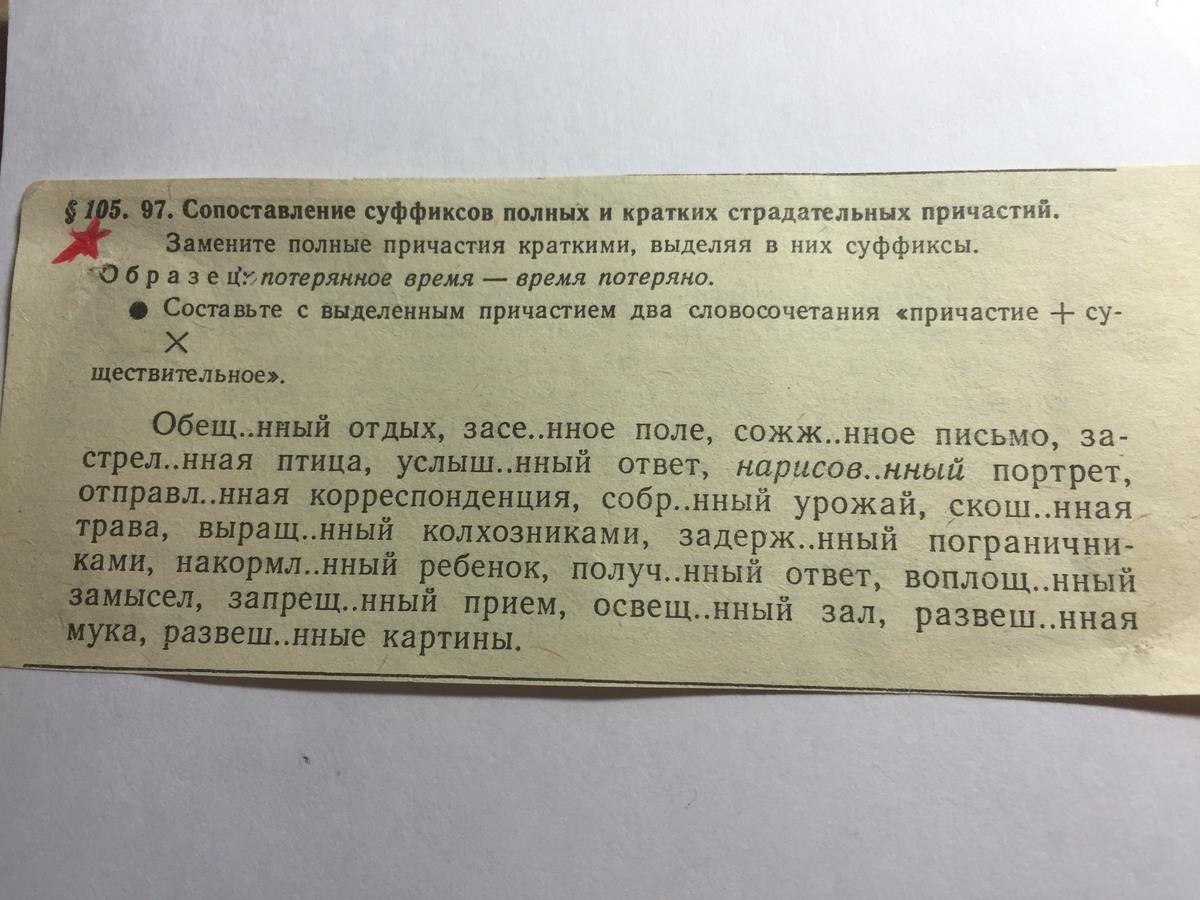 § 105. 97. Сопоставление суффиксов полных и кратких страдательных причастий.
Замените полные причастия краткими, выделяя в них суффиксы.
Образец: потерянное время — время потеряно.
● Составьте с выделенным причастием два словосочетания «причастие + су-
×
ществительное».
Обещ..нный отдых, засе..нное поле, сожж..нное письмо, за-
стрел..нная птица, услыш..нный ответ, нарисов..нный портрет,
отправл..нная корреспонденция, собр..нный урожай, скош..нная
трава, выращ..нный колхозниками, задерж..нный погранични-
ками, накормл..нный ребенок, получ..нный ответ, воплощ..нный
замысел, запрещ..нный прием, освещ..нный зал, развеш..нная
мука, развеш..нные картины.